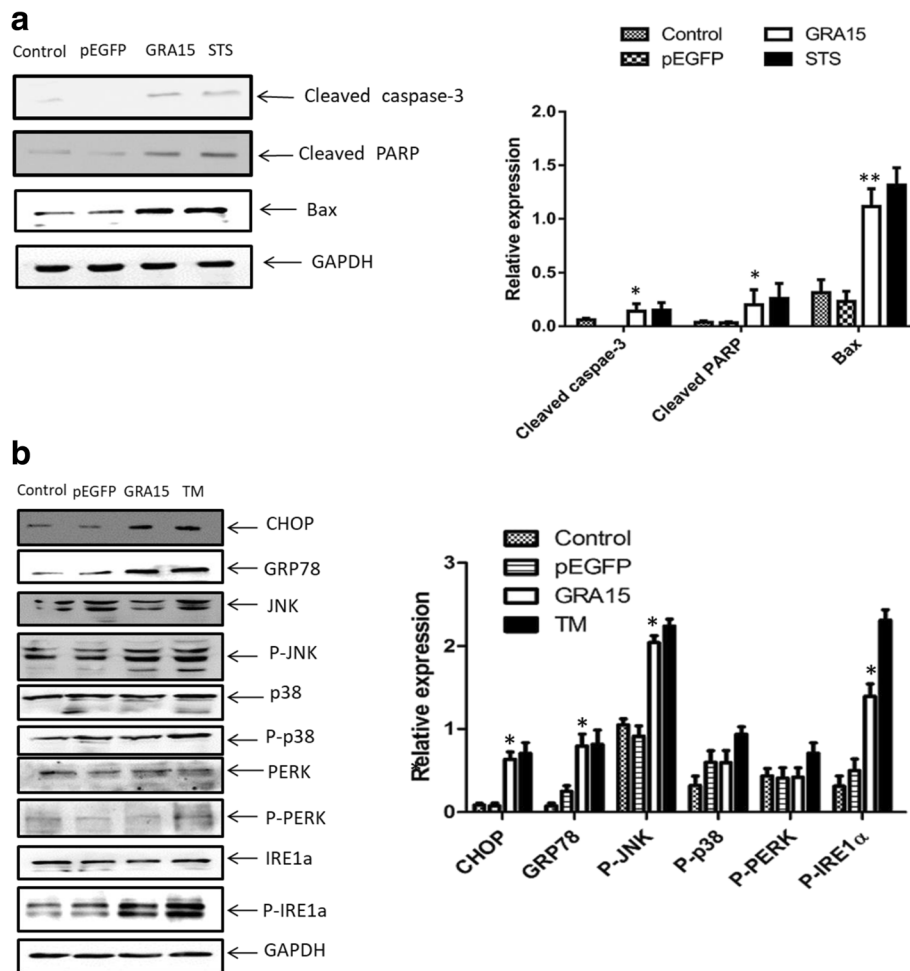 a
Control pEGFP GRA15 STS
Cleaved caspase-3
Cleaved PARP
Bax
GAPDH
Control GRA15
pEGFP STS
Relative expression
2.0
1.5
1.0
0.5
0.0
*
*
**
Cleaved caspae-3
Cleaved PARP
Bax
b
Control pEGFP GRA15 TM
CHOP
GRP78
JNK
P-JNK
p38
P-p38
PERK
P-PERK
IRE1a
P-IRE1a
GAPDH
Control
pEGFP
GRA15
TM
Relative expression
3
2
1
0
*
*
*
*
*
CHOP
GRP78
P-JNK
P-p38
P-PERK
P-IRE1α